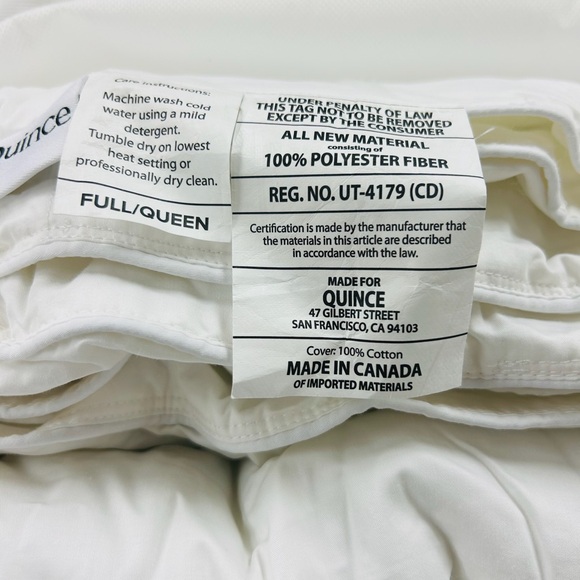 Quince
Care Instructions:
Machine wash cold
water using a mild
detergent.
Tumble dry on lowest
heat setting or
professionally dry clean.
FULL/QUEEN
UNDER PENALTY OF LAW
THIS TAG NOT TO BE REMOVED
EXCEPT BY THE CONSUMER
ALL NEW MATERIAL
consisting of
100% POLYESTER FIBER
REG. NO. UT-4179 (CD)
Certification is made by the manufacturer that
the materials in this article are described
in accordance with the law.
MADE FOR
QUINCE
47 GILBERT STREET
SAN FRANCISCO, CA 94103
Cover: 100% Cotton
MADE IN CANADA
OF IMPORTED MATERIALS